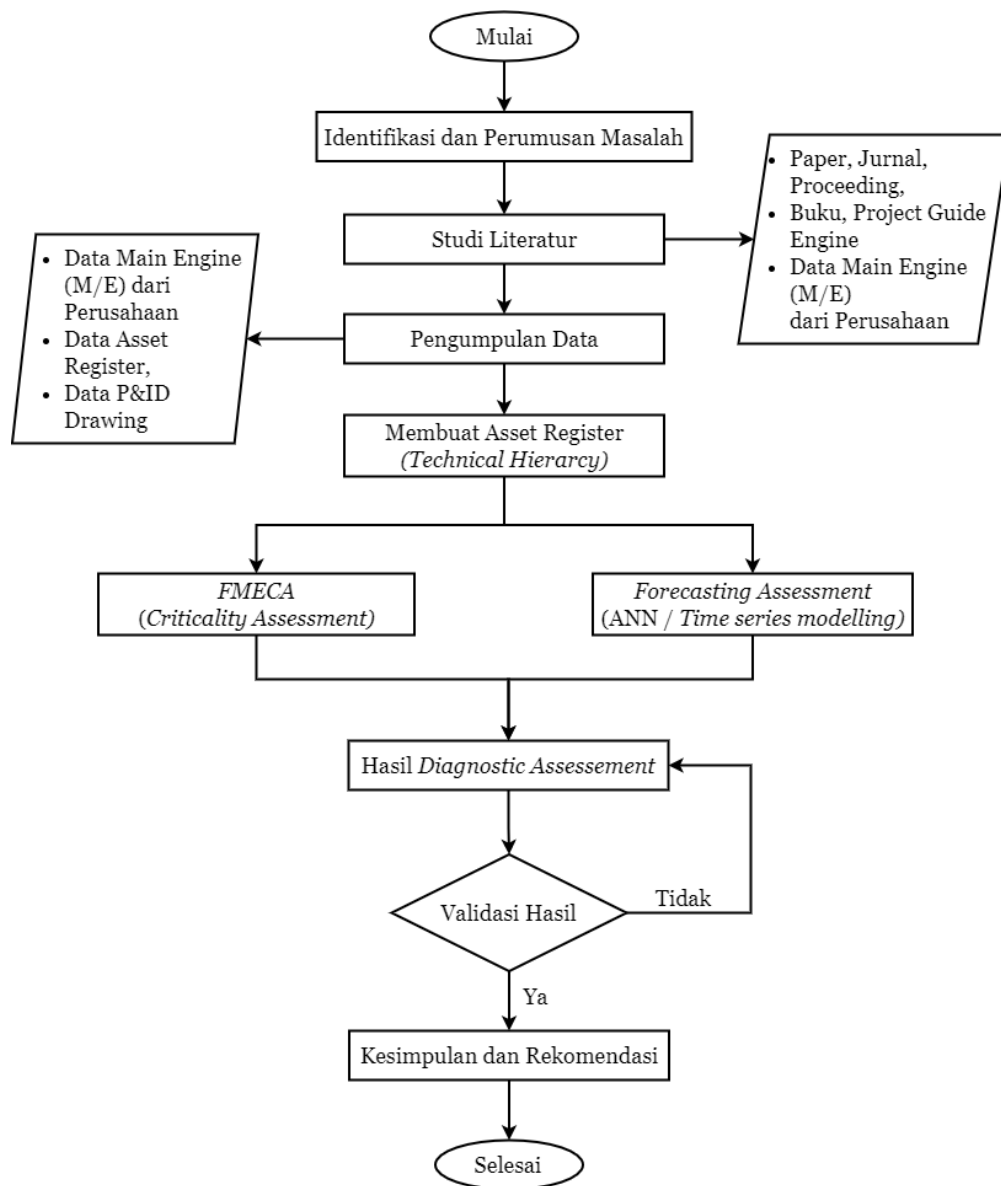 Mulai
Identifikasi dan Perumusan Masalah
• Paper, Jurnal,
Proceeding,
• Buku, Project Guide
Engine
• Data Main Engine
(M/E)
dari Perusahaan
Studi Literatur
• Data Main Engine
(M/E) dari
Perusahaan
• Data Asset
Register,
• Data P&ID
Drawing
Pengumpulan Data
Membuat Asset Register
(Technical Hierarcy)
FMECA
(Criticality Assessment)
Forecasting Assessment
(ANN / Time series modelling)
Hasil Diagnostic Assessement
Validasi Hasil
Tidak
Ya
Kesimpulan dan Rekomendasi
Selesai